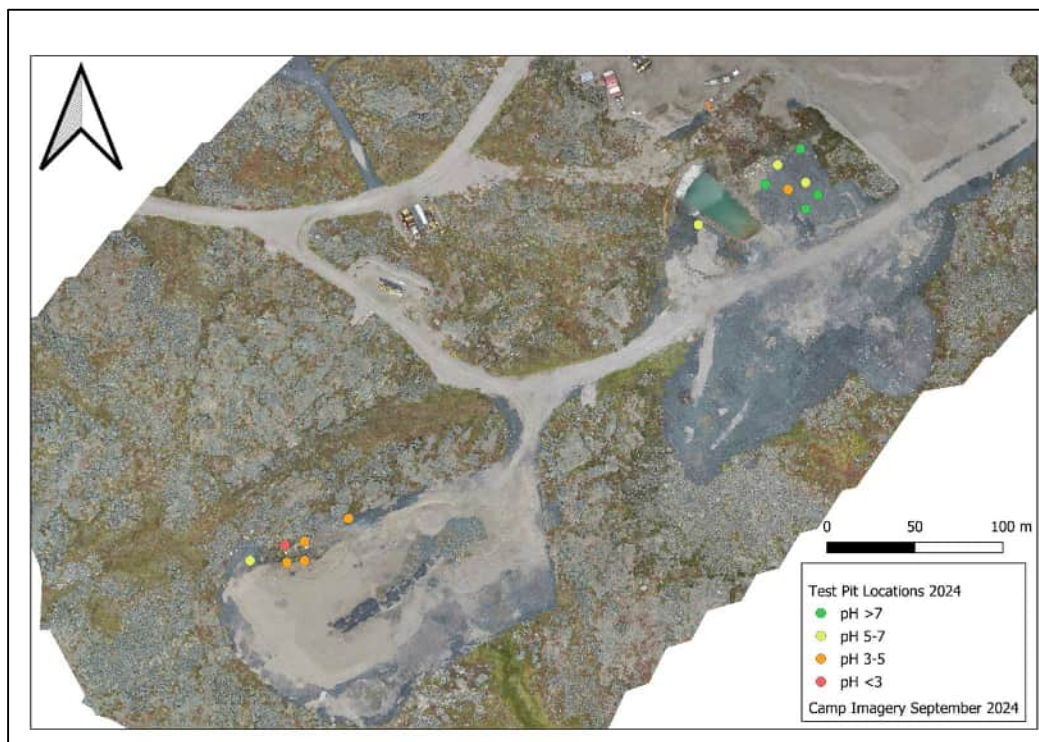 0 50 100 m
Test Pit Locations 2024
pH >7
pH 5-7
pH 3-5
pH <3
Camp Imagery September 2024